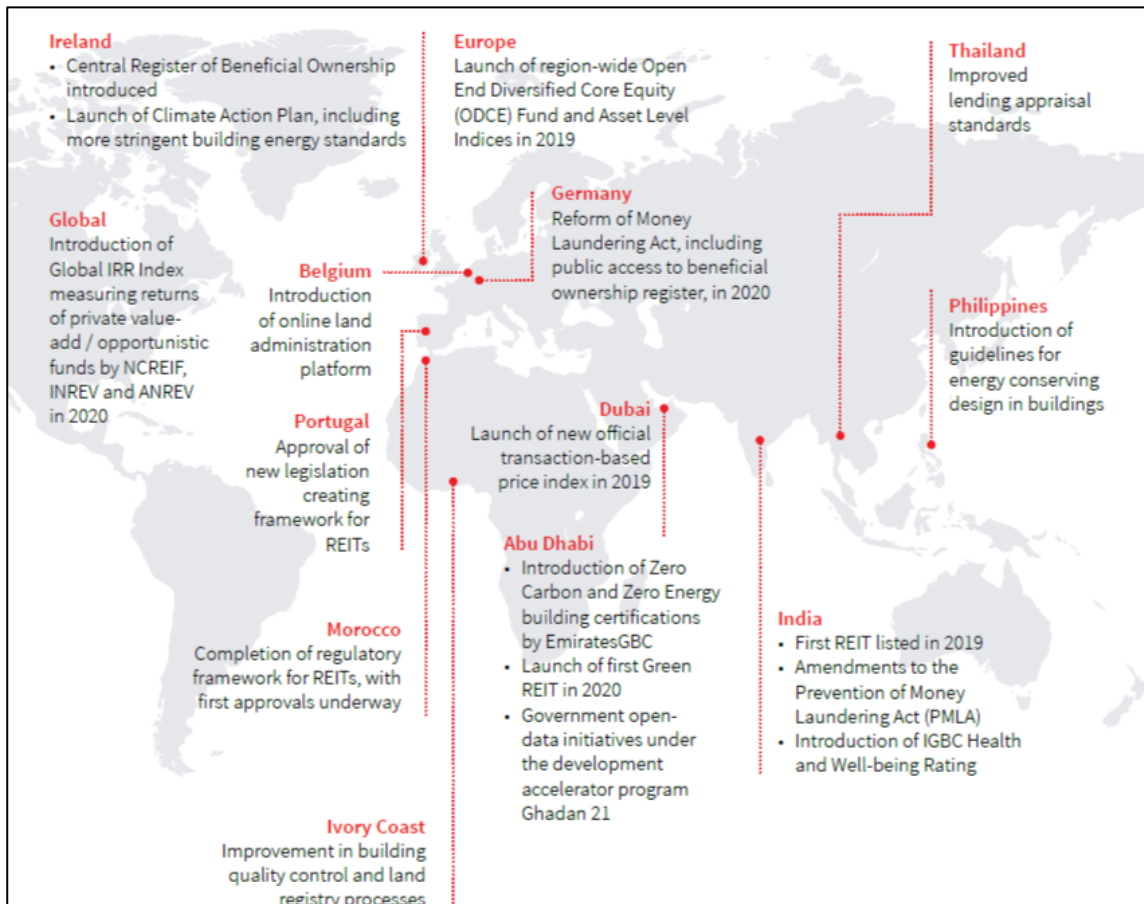 Ireland
• Central Register of Beneficial Ownership
introduced
• Launch of Climate Action Plan, including
more stringent building energy standards
Europe
Launch of region-wide Open
End Diversified Core Equity
(ODCE) Fund and Asset Level
Indices in 2019
Thailand
Improved
lending appraisal
standards
Global
Introduction of
Global IRR Index
measuring returns
of private value-
add / opportunistic
funds by NCREIF,
INREV and ANREV
in 2020
Belgium
Introduction
of online land
administration
platform
Germany
Reform of Money
Laundering Act, including
public access to beneficial
ownership register, in 2020
Philippines
Introduction of
guidelines for
energy conserving
design in buildings
Portugal
Approval of
new legislation
creating
framework for
REITs
Dubai
Launch of new official
transaction-based
price index in 2019
Abu Dhabi
• Introduction of Zero
Carbon and Zero Energy
building certifications
by EmiratesGBC
• Launch of first Green
REIT in 2020
• Government open-
data initiatives under
the development
accelerator program
Ghadan 21
India
• First REIT listed in 2019
• Amendments to the
Prevention of Money
Laundering Act (PMLA)
• Introduction of IGBC Health
and Well-being Rating
Morocco
Completion of regulatory
framework for REITs, with
first approvals underway
Ivory Coast
Improvement in building
quality control and land
registry processes